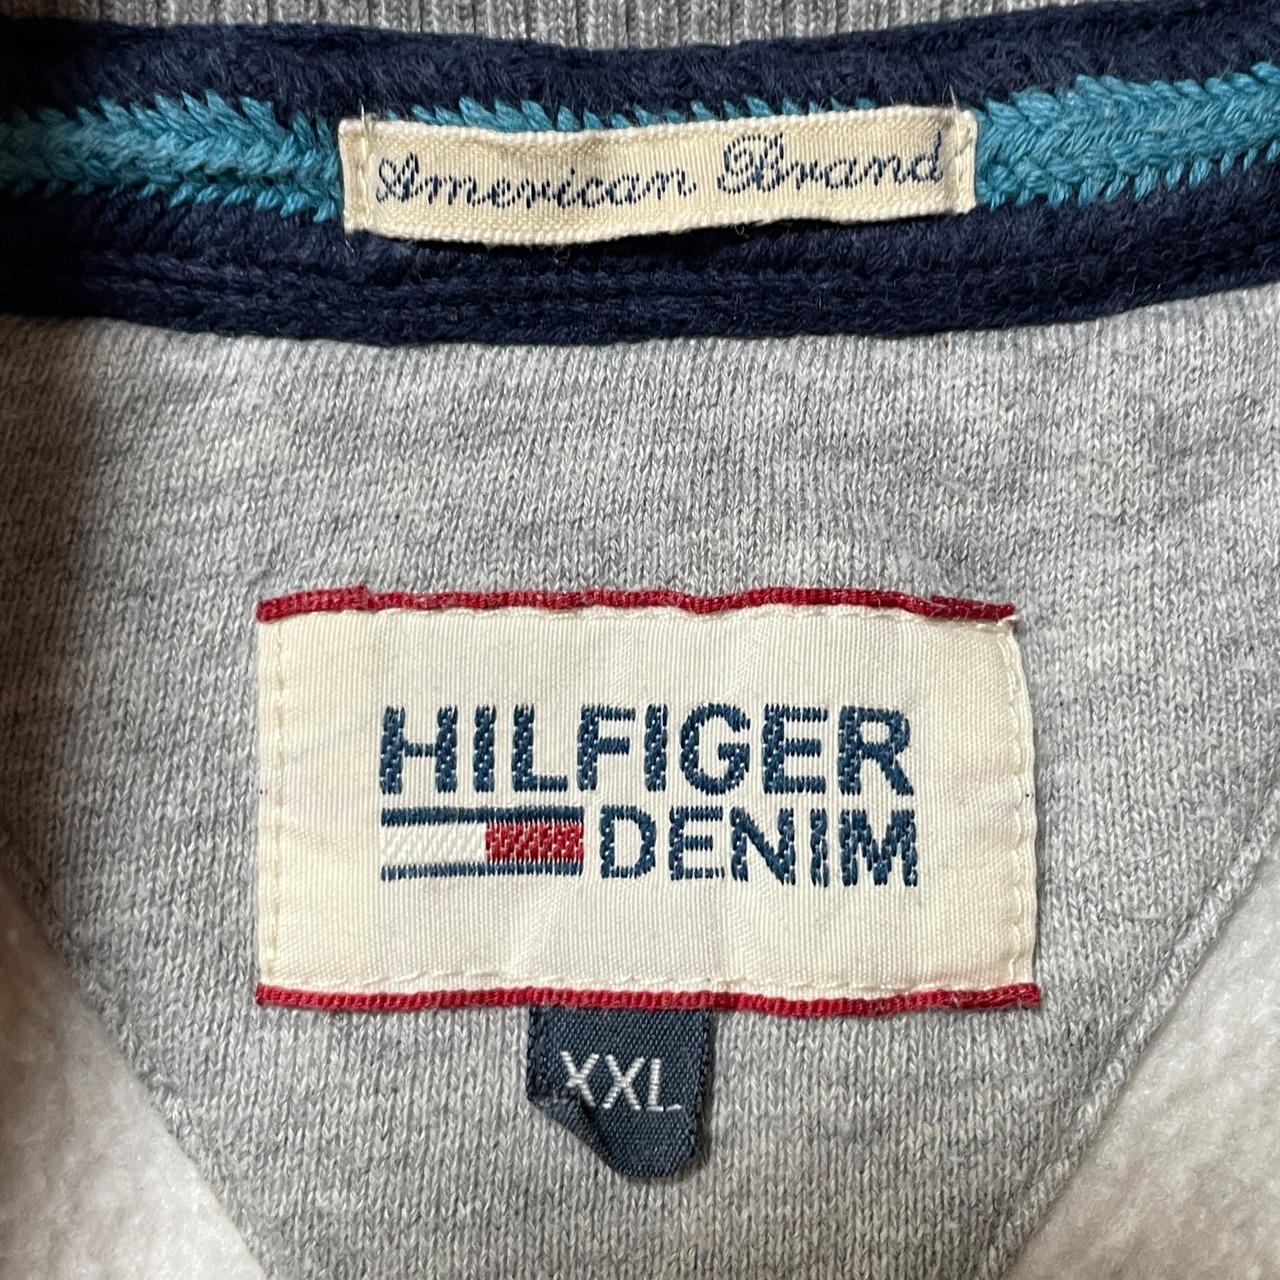 American Brand
HILFIGER
DENIM
XXL